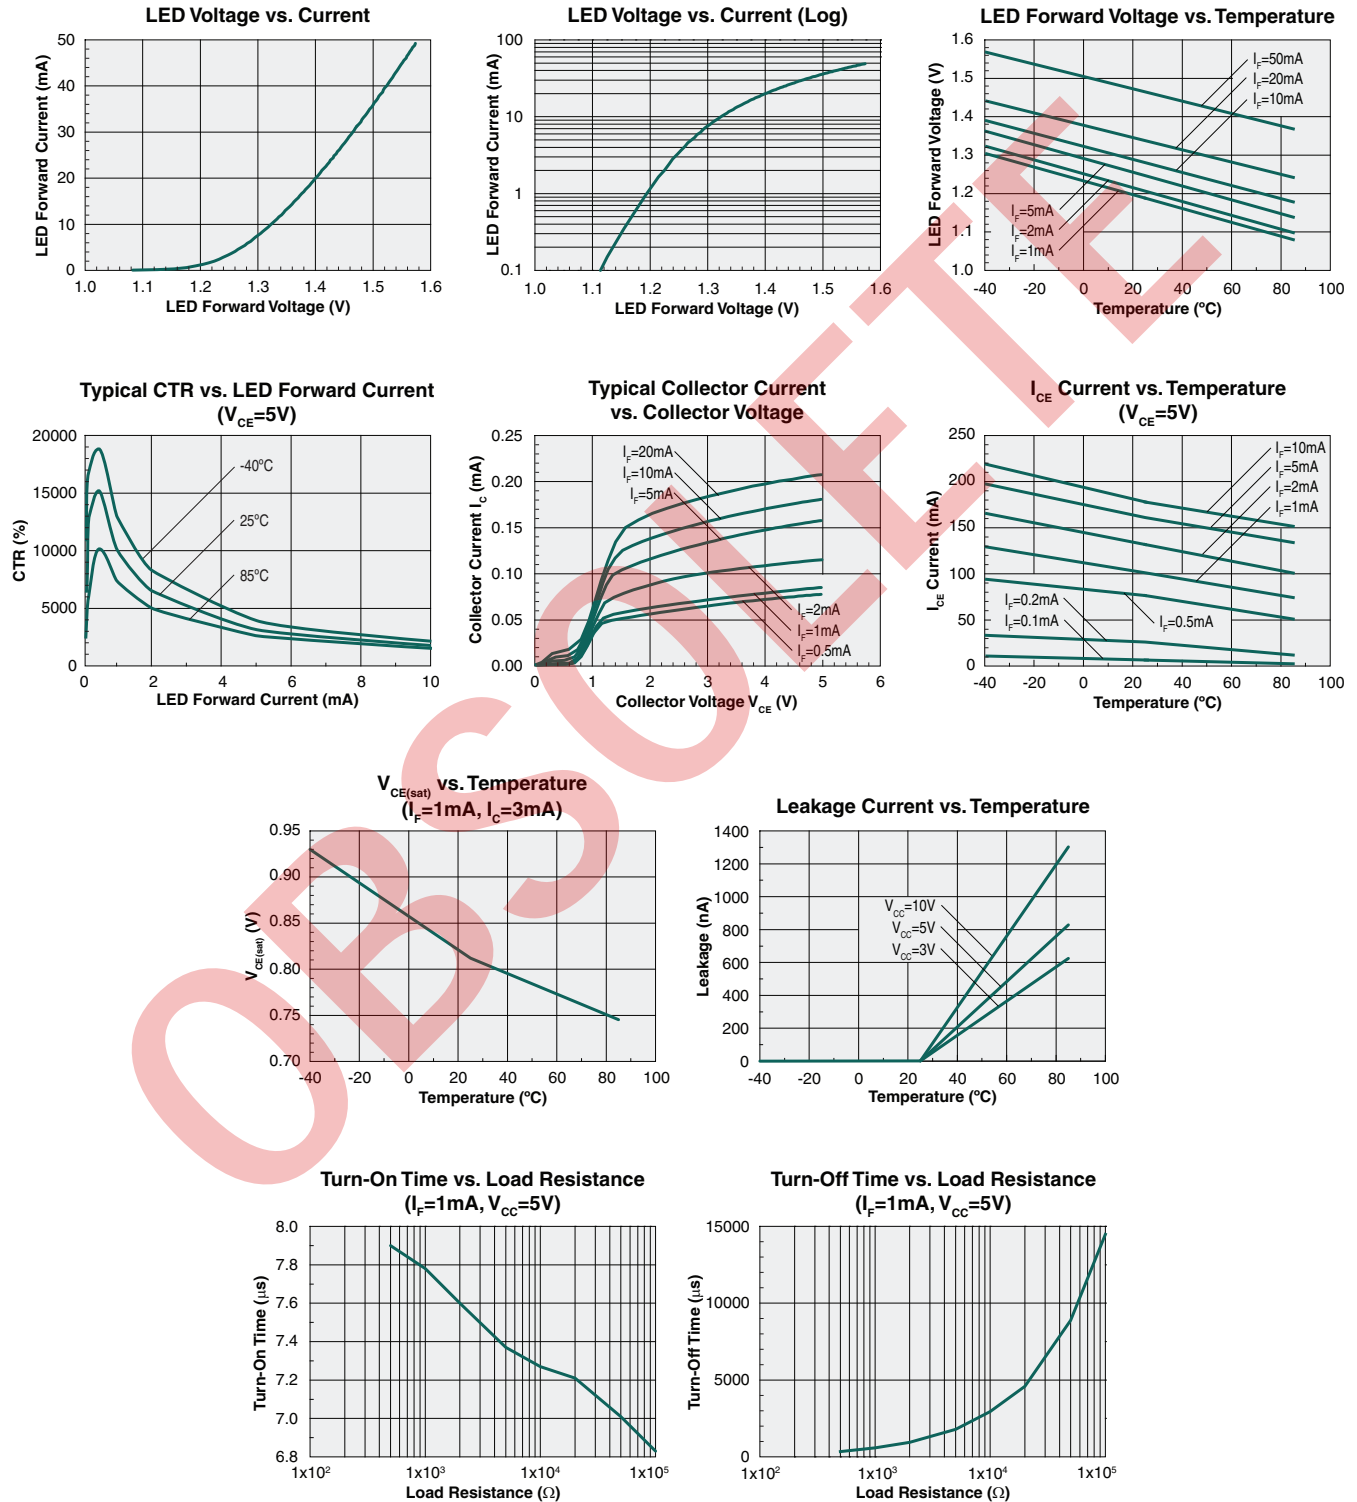 LED Voltage vs. Current
LED Forward Current (mA)
50
40
30
20
10
0
1.0 1.1 1.2 1.3 1.4 1.5 1.6
LED Forward Voltage (V)
LED Voltage vs. Current (Log)
LED Forward Current (mA)
100
10
1
0.1
1.0 1.1 1.2 1.3 1.4 1.5 1.6
LED Forward Voltage (V)
LED Forward Voltage vs. Temperature
LED Forward Voltage (V)
1.6
1.5
1.4
1.3
1.2
1.1
1.0
IF=50mA
IF=20mA
IF=10mA
IF=5mA
IF=2mA
IF=1mA
-40 -20 0 20 40 60 80 100
Temperature (ºC)
Typical CTR vs. LED Forward Current
(VCE=5V)
CTR (%)
20000
15000
10000
5000
0
-40ºC
25ºC
85ºC
0 2 4 6 8 10
LED Forward Current (mA)
Typical Collector Current
vs. Collector Voltage
Collector Current IC (mA)
0.25
0.20
0.15
0.10
0.05
0.00
IF=20mA
IF=10mA
IF=5mA
IF=2mA
IF=1mA
IF=0.5mA
0 1 2 3 4 5 6
Collector Voltage VCE (V)
ICE Current vs. Temperature
(VCE=5V)
ICE Current (mA)
250
200
150
100
50
0
IF=10mA
IF=5mA
IF=2mA
IF=1mA
IF=0.2mA
IF=0.1mA
IF=0.5mA
-40 -20 0 20 40 60 80 100
Temperature (ºC)
VCE(sat) vs. Temperature
(IF=1mA, IC=3mA)
VCE(sat) (V)
0.95
0.90
0.85
0.80
0.75
0.70
-40 -20 0 20 40 60 80 100
Temperature (ºC)
Leakage Current vs. Temperature
Leakage (nA)
1400
1200
1000
800
600
400
200
0
VCC=10V
VCC=5V
VCC=3V
-40 -20 0 20 40 60 80 100
Temperature (ºC)
Turn-On Time vs. Load Resistance
(IF=1mA, VCC=5V)
Turn-On Time (μs)
8.0
7.8
7.6
7.4
7.2
7.0
6.8
1x10² 1x10³ 1x10⁴ 1x10⁵
Load Resistance (Ω)
Turn-Off Time vs. Load Resistance
(IF=1mA, VCC=5V)
Turn-Off Time (μs)
15000
10000
5000
0
1x10² 1x10³ 1x10⁴ 1x10⁵
Load Resistance (Ω)
OBSOLETE